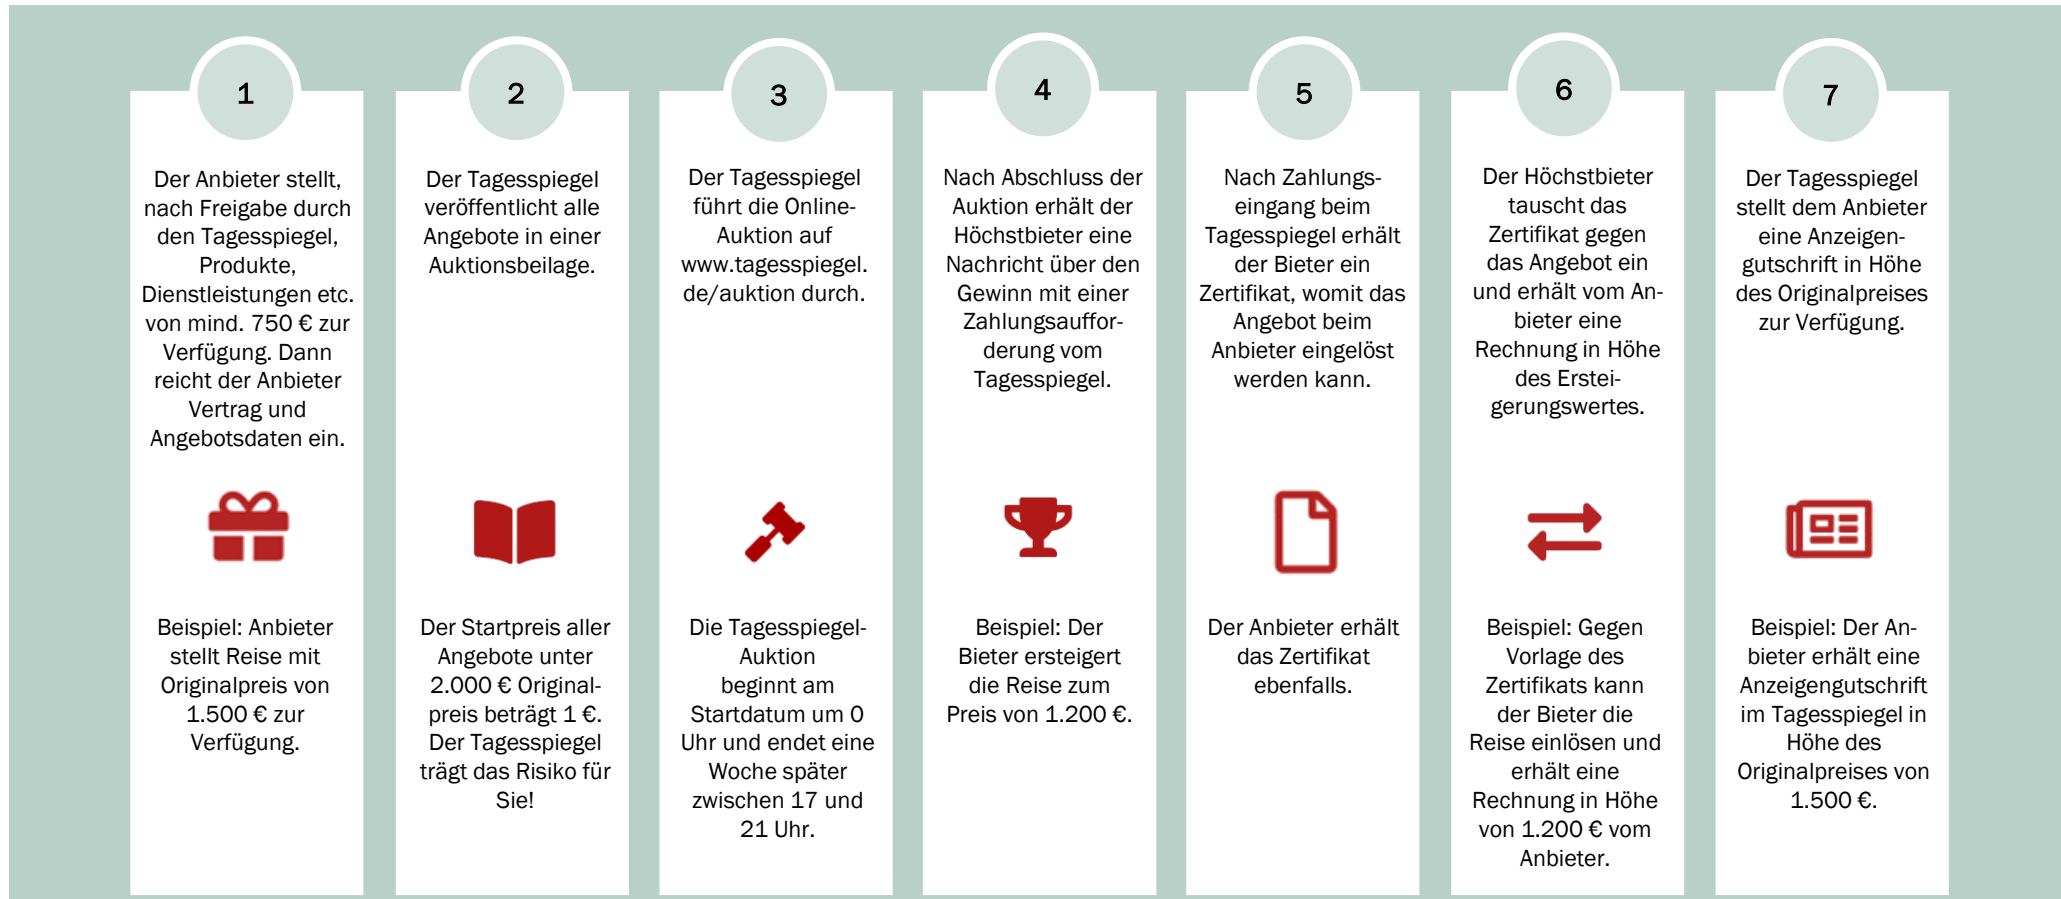 1
Der Anbieter stellt,
nach Freigabe durch
den Tagesspiegel,
Produkte,
Dienstleistungen etc.
von mind. 750 € zur
Verfügung. Dann
reicht der Anbieter
Vertrag und
Angebotsdaten ein.
Beispiel: Anbieter
stellt Reise mit
Originalpreis von
1.500 € zur
Verfügung.
2
Der Tagesspiegel
veröffentlicht alle
Angebote in einer
Auktionsbeilage.
Der Startpreis aller
Angebote unter
2.000 € Original-
preis beträgt 1 €.
Der Tagesspiegel
trägt das Risiko für
Sie!
3
Der Tagesspiegel
führt die Online-
Auktion auf
www.tagesspiegel.
de/auktion durch.
Die Tagesspiegel-
Auktion
beginnt am
Startdatum um 0
Uhr und endet eine
Woche später
zwischen 17 und
21 Uhr.
4
Nach Abschluss der
Auktion erhält der
Höchstbieter eine
Nachricht über den
Gewinn mit einer
Zahlungsauffor-
derung vom
Tagesspiegel.
Beispiel: Der
Bieter ersteigert
die Reise zum
Preis von 1.200 €.
5
Nach Zahlungs-
eingang beim
Tagesspiegel erhält
der Bieter ein
Zertifikat, womit das
Angebot beim
Anbieter eingelöst
werden kann.
Der Anbieter erhält
das Zertifikat
ebenfalls.
6
Der Höchstbieter
tauscht das
Zertifikat gegen
das Angebot ein
und erhält vom An-
bieter eine
Rechnung in Höhe
des Erstei-
gerungswertes.
Beispiel: Gegen
Vorlage des
Zertifikats kann
der Bieter die
Reise einlösen und
erhält eine
Rechnung in Höhe
von 1.200 € vom
Anbieter.
7
Der Tagesspiegel
stellt dem Anbieter
eine Anzeigen-
gutschrift in Höhe
des Originalpreises
zur Verfügung.
Beispiel: Der An-
bieter erhält eine
Anzeigengutschrift
im Tagesspiegel in
Höhe des
Originalpreises von
1.500 €.